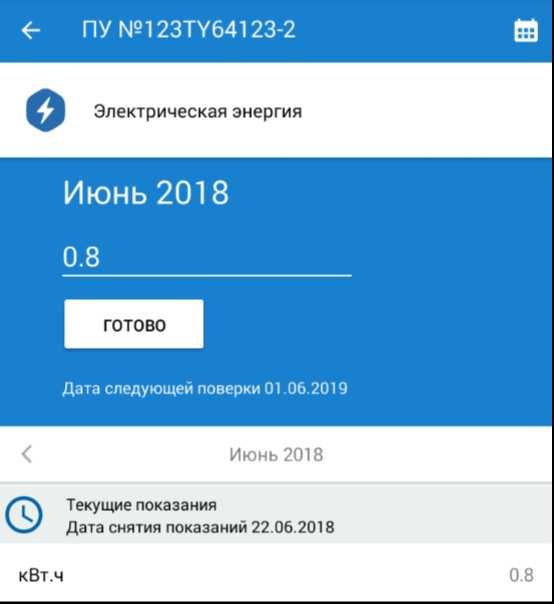 ПУ №123TY64123-2
Электрическая энергия
Июнь 2018
0.8
ГОТОВО
Дата следующей поверки 01.06.2019
Июнь 2018
Текущие показания
Дата снятия показаний 22.06.2018
кВт.ч 0.8